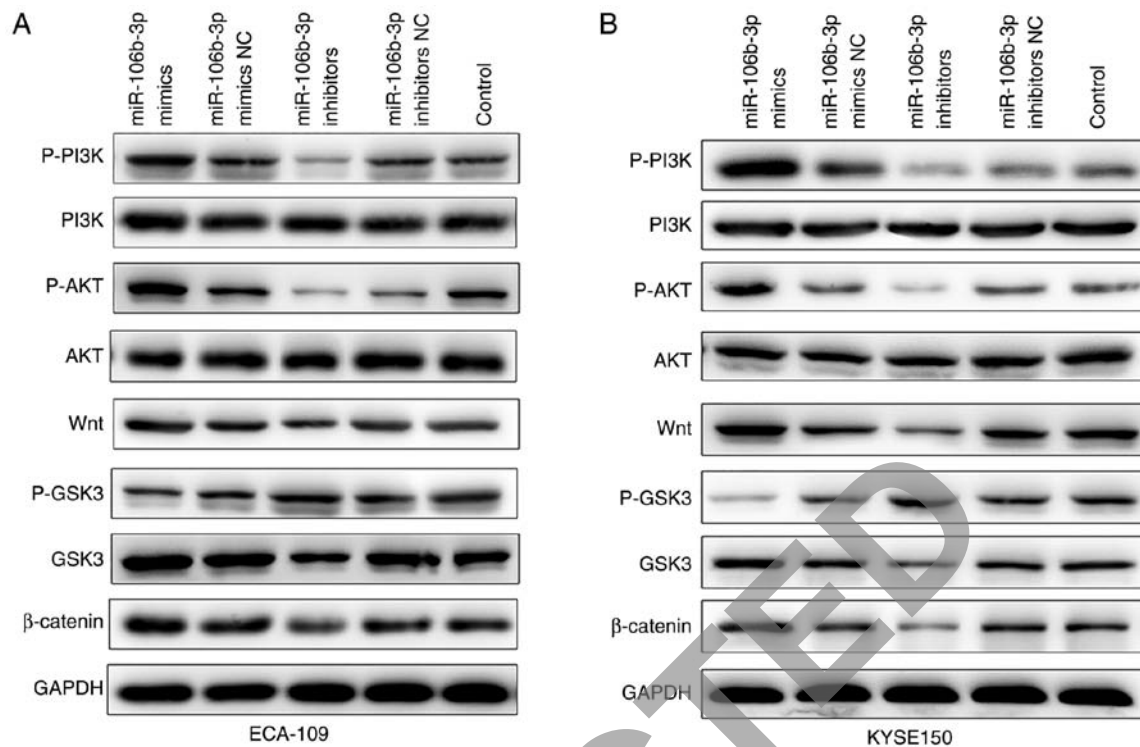 A
miR-106b-3p
mimics
miR-106b-3p
mimics NC
miR-106b-3p
inhibitors
miR-106b-3p
inhibitors NC
Control
P-PI3K
PI3K
P-AKT
AKT
Wnt
P-GSK3
GSK3
β-catenin
GAPDH
ECA-109
B
miR-106b-3p
mimics
miR-106b-3p
mimics NC
miR-106b-3p
inhibitors
miR-106b-3p
inhibitors NC
Control
P-PI3K
PI3K
P-AKT
AKT
Wnt
P-GSK3
GSK3
β-catenin
GAPDH
KYSE150
TED